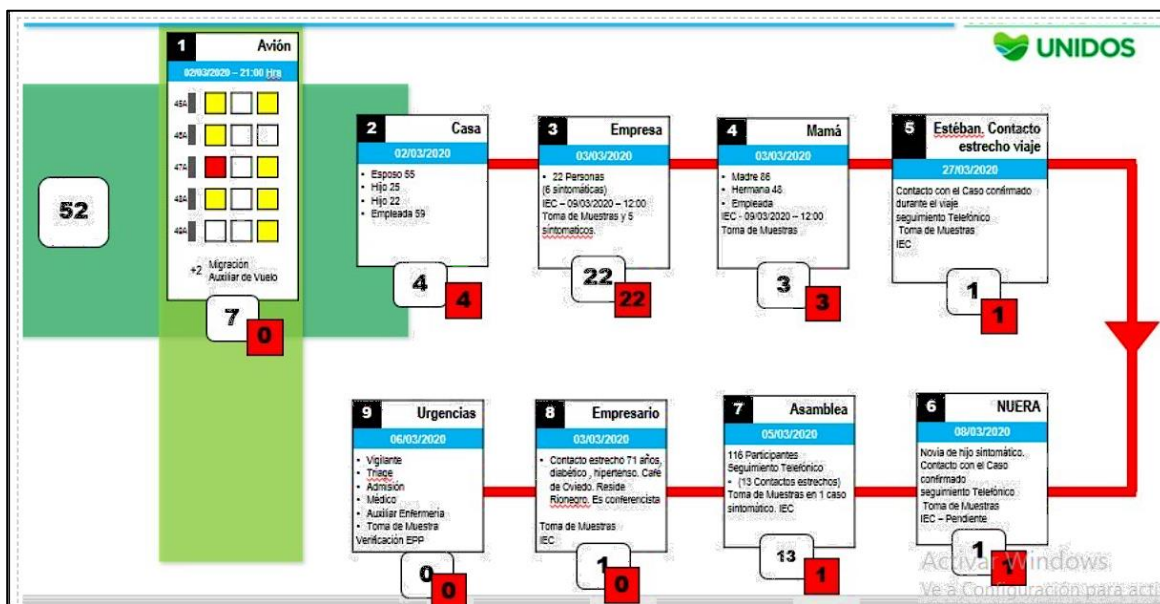 UNIDOS
52
1 Avión
02/03/2020 – 21:00 Hrs
45A
46A
47A
48A
49A
+2 Migración
Auxiliar de Vuelo
7
0
2 Casa
02/03/2020
• Esposo 55
• Hijo 25
• Hijo 22
• Empleada 59
4
4
3 Empresa
03/03/2020
• 22 Personas
(6 sintomáticas)
IEC – 09/03/2020 – 12:00
Toma de Muestras y 5
sintomaticos.
22
22
4 Mamá
03/03/2020
• Madre 86
• Hermana 48
• Empleada
IEC - 09/03/2020 – 12:00
Toma de Muestras
3
3
5 Estéban. Contacto
estrecho viaje
27/03/2020
Contacto con el Caso confirmado
durante el viaje
seguimiento Telefónico
Toma de Muestras
IEC
1
1
9 Urgencias
06/03/2020
• Vigilante
• Triage
• Admisión
• Médico
• Auxiliar Enfermería
• Toma de Muestra
Verificación EPP
0
0
8 Empresario
03/03/2020
• Contacto estrecho 71 años,
diabético , hipertenso. Café
de Oviedo. Reside
Rionegro. Es conferencista
Toma de Muestras
IEC
1
0
7 Asamblea
05/03/2020
116 Participantes
Seguimiento Telefónico
• (13 Contactos estrechos)
Toma de Muestras en 1 caso
sintomático. IEC
13
1
6 NUERA
08/03/2020
Novia de hijo sintomático.
Contacto con el Caso
confirmado
seguimiento Telefónico
Toma de Muestras
IEC – Pendiente
1
1
Activar Windows
Ve a Configuración para acti